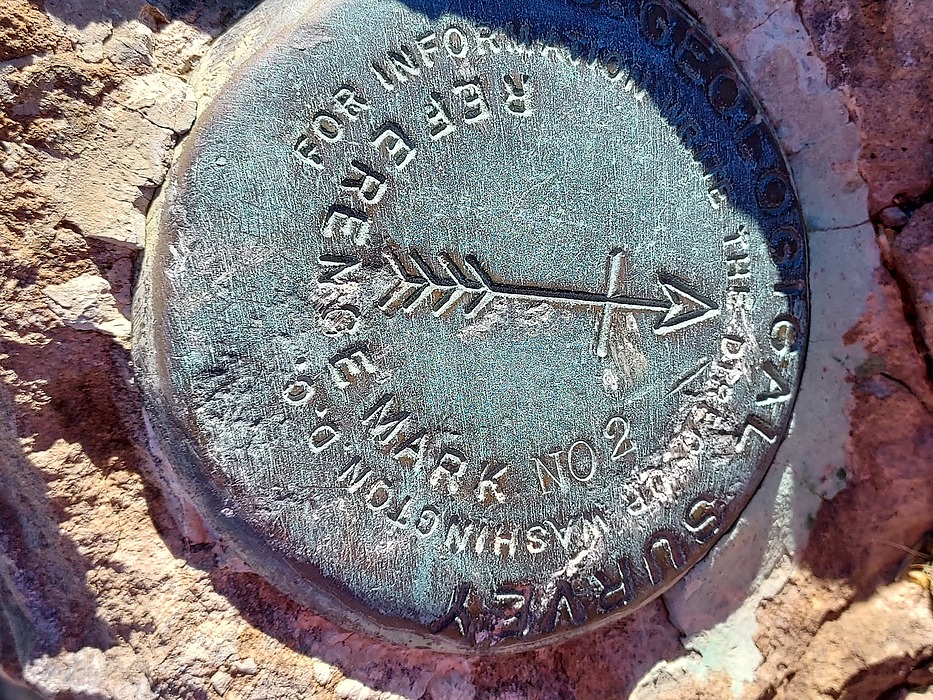 GEOLOGICAL SURVEY
FOR INFORMATION THE WASHINGTON D.C.
REFERENCE MARK NO 2